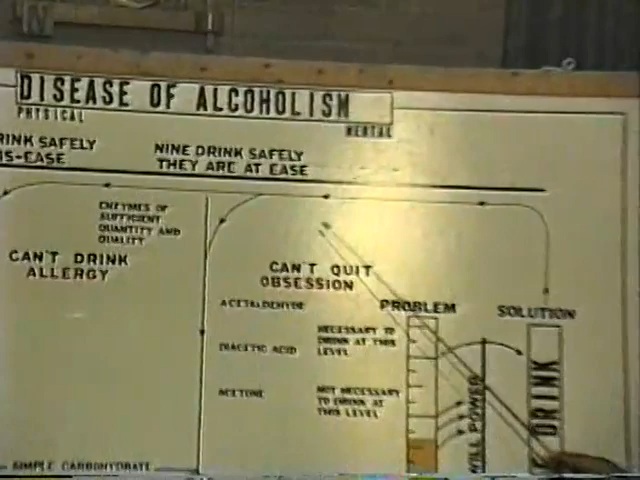 DISEASE OF ALCOHOLISM
PHYSICAL
MENTAL
RINK SAFELY
IS-EASE
NINE DRINK SAFELY
THEY ARE AT EASE
ENZYMES OF
SUFFICIENT
QUANTITY AND
QUALITY
CAN'T DRINK
ALLERGY
CAN'T QUIT
OBSESSION
ACETALDEHYDE
PROBLEM
SOLUTION
NECESSARY TO
DRINK AT THIS
LEVEL
DIACETIC ACID
ACETONE
NOT NECESSARY
TO DRINK AT
THIS LEVEL
WILL POWER
DRINK
SIMPLE CARBOHYDRATE